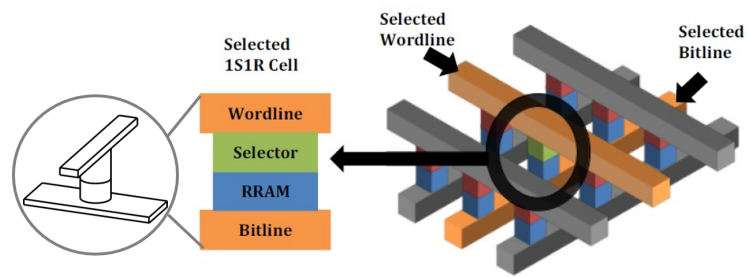 Selected
1S1R Cell
Wordline
Selector
RRAM
Bitline
Selected
Wordline
Selected
Bitline